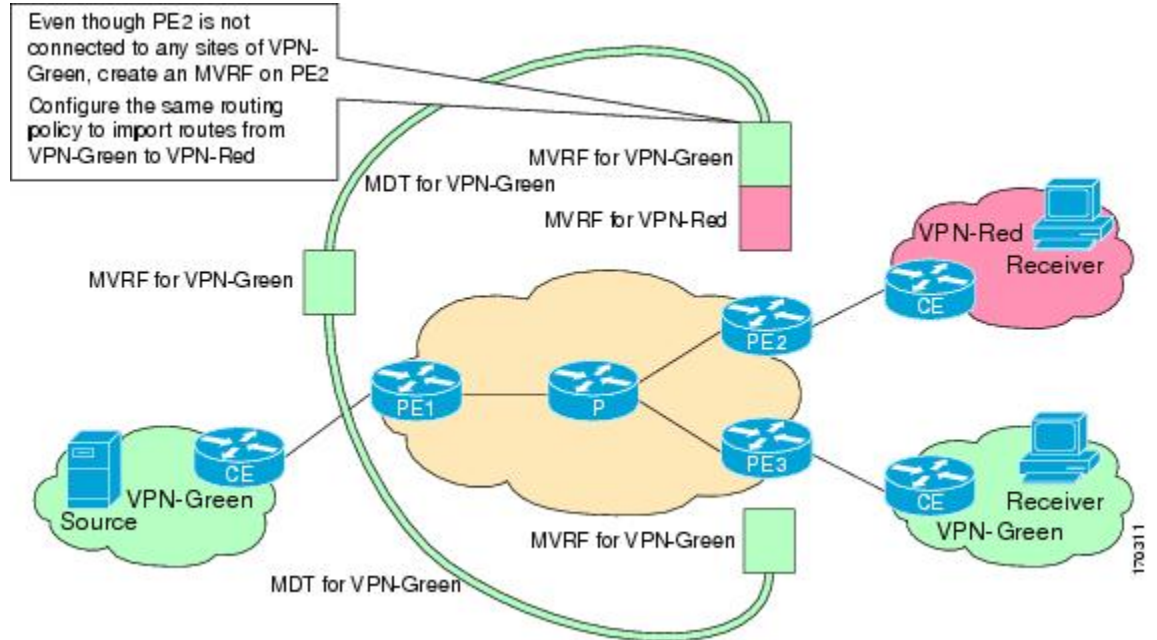 Even though PE2 is not
connected to any sites of VPN-
Green, create an MVRF on PE2
Configure the same routing
policy to import routes from
VPN-Green to VPN-Red
MVRF for VPN-Green
MDT for VPN-Green
MVRF for VPN-Red
MVRF for VPN-Green
VPN-Red
Receiver
CE
PE2
PE1
P
PE3
CE
VPN-Green
Source
CE
Receiver
VPN-Green
MVRF for VPN-Green
MDT for VPN-Green
170311